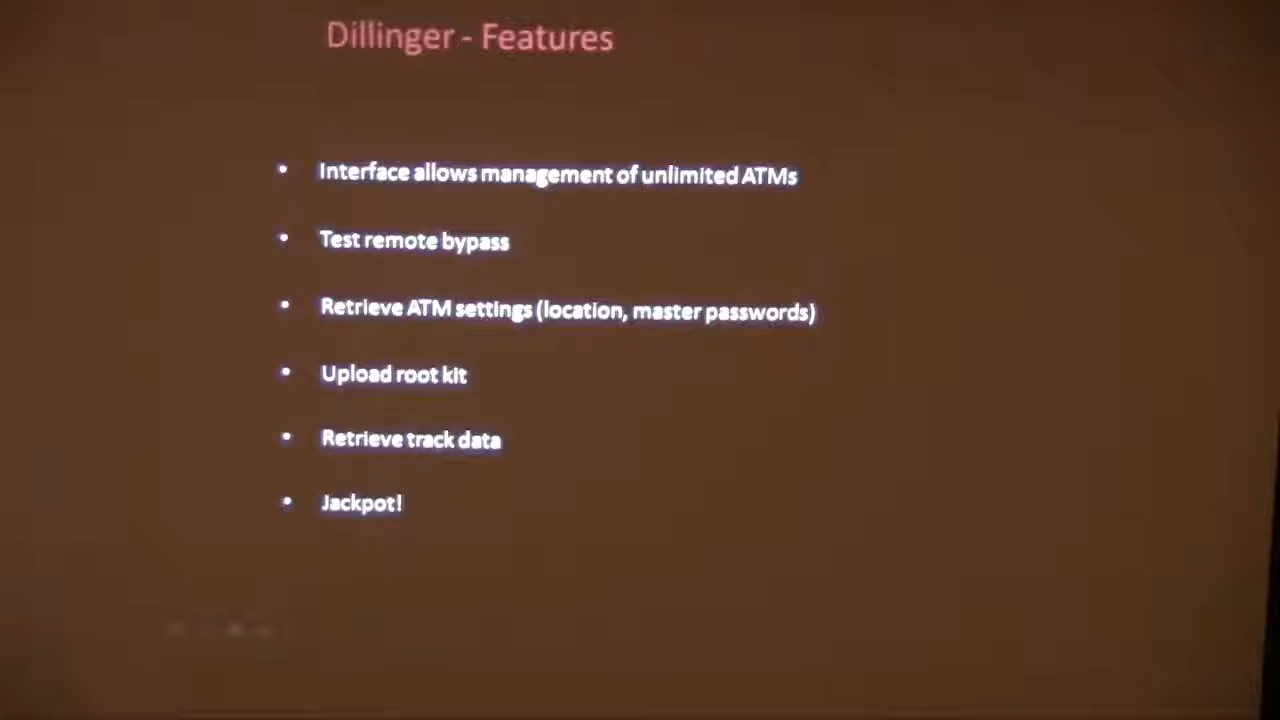 Dillinger - Features
• Interface allows management of unlimited ATMs
• Test remote bypass
• Retrieve ATM settings (location, master passwords)
• Upload root kit
• Retrieve track data
• Jackpot!